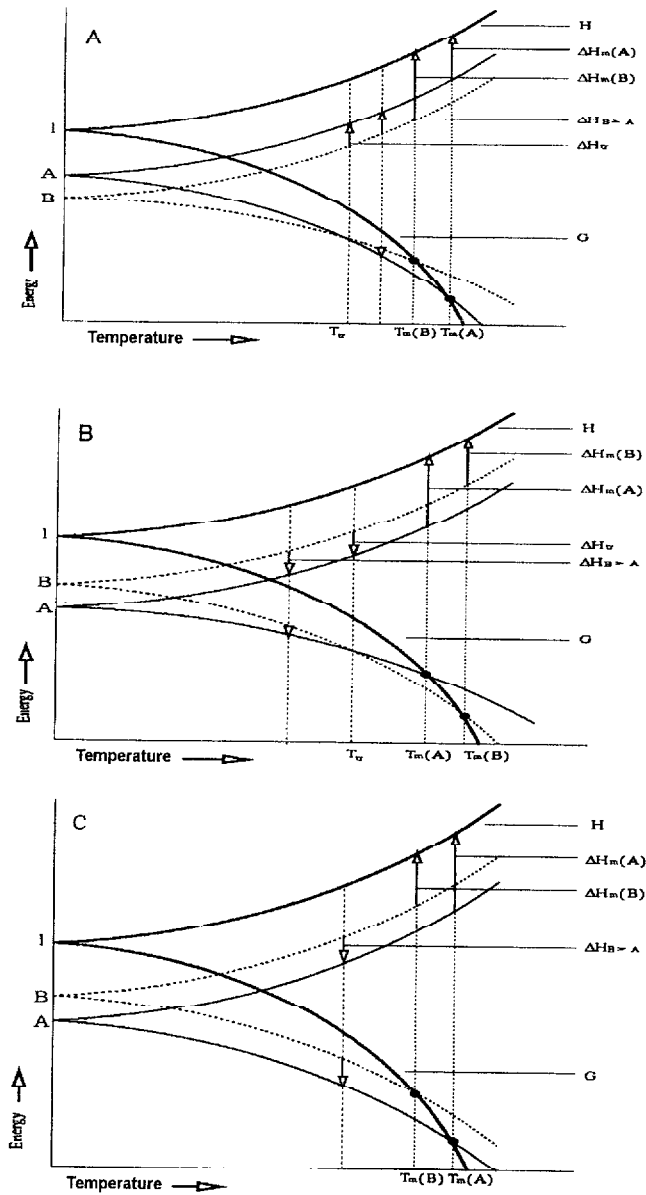 A
H
ΔHm(A)
ΔHm(B)
ΔHB>A
ΔHtr
l
A
B
G
Energy
Temperature
Ttr
Tm(B)
Tm(A)
B
H
ΔHm(B)
ΔHm(A)
l
ΔHtr
ΔHB>A
B
A
G
Energy
Temperature
Ttr
Tm(A)
Tm(B)
C
H
ΔHm(A)
ΔHm(B)
l
ΔHB>A
B
A
G
Energy
Temperature
Tm(B)
Tm(A)